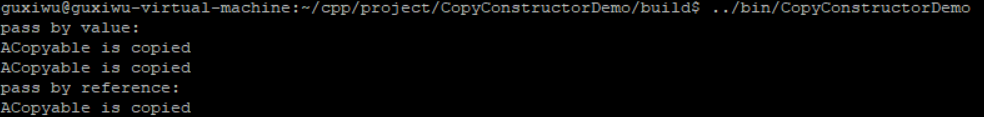 guxiwu@guxiwu-virtual-machine:~/cpp/project/CopyConstructorDemo/build$ ../bin/CopyConstructorDemo
pass by value:
ACopyable is copied
ACopyable is copied
pass by reference:
ACopyable is copied